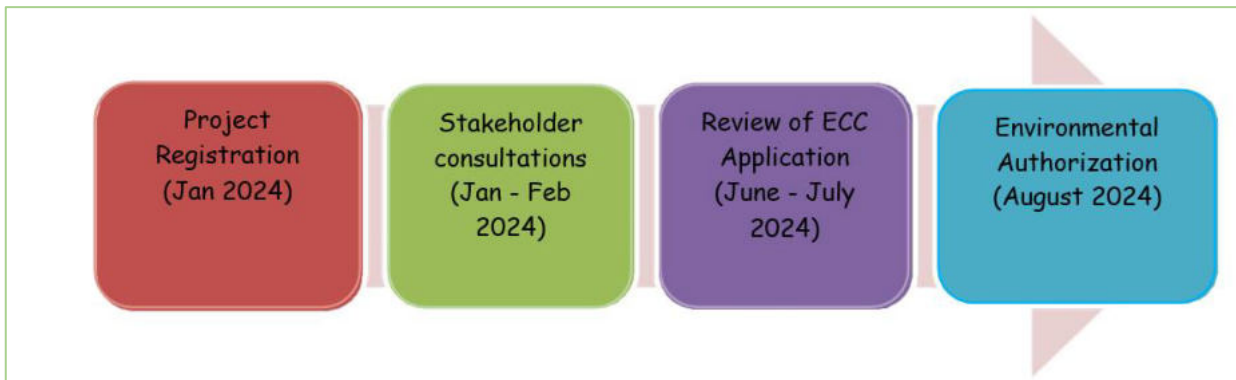 Project
Registration
(Jan 2024)
Stakeholder
consultations
(Jan - Feb
2024)
Review of ECC
Application
(June - July
2024)
Environmental
Authorization
(August 2024)